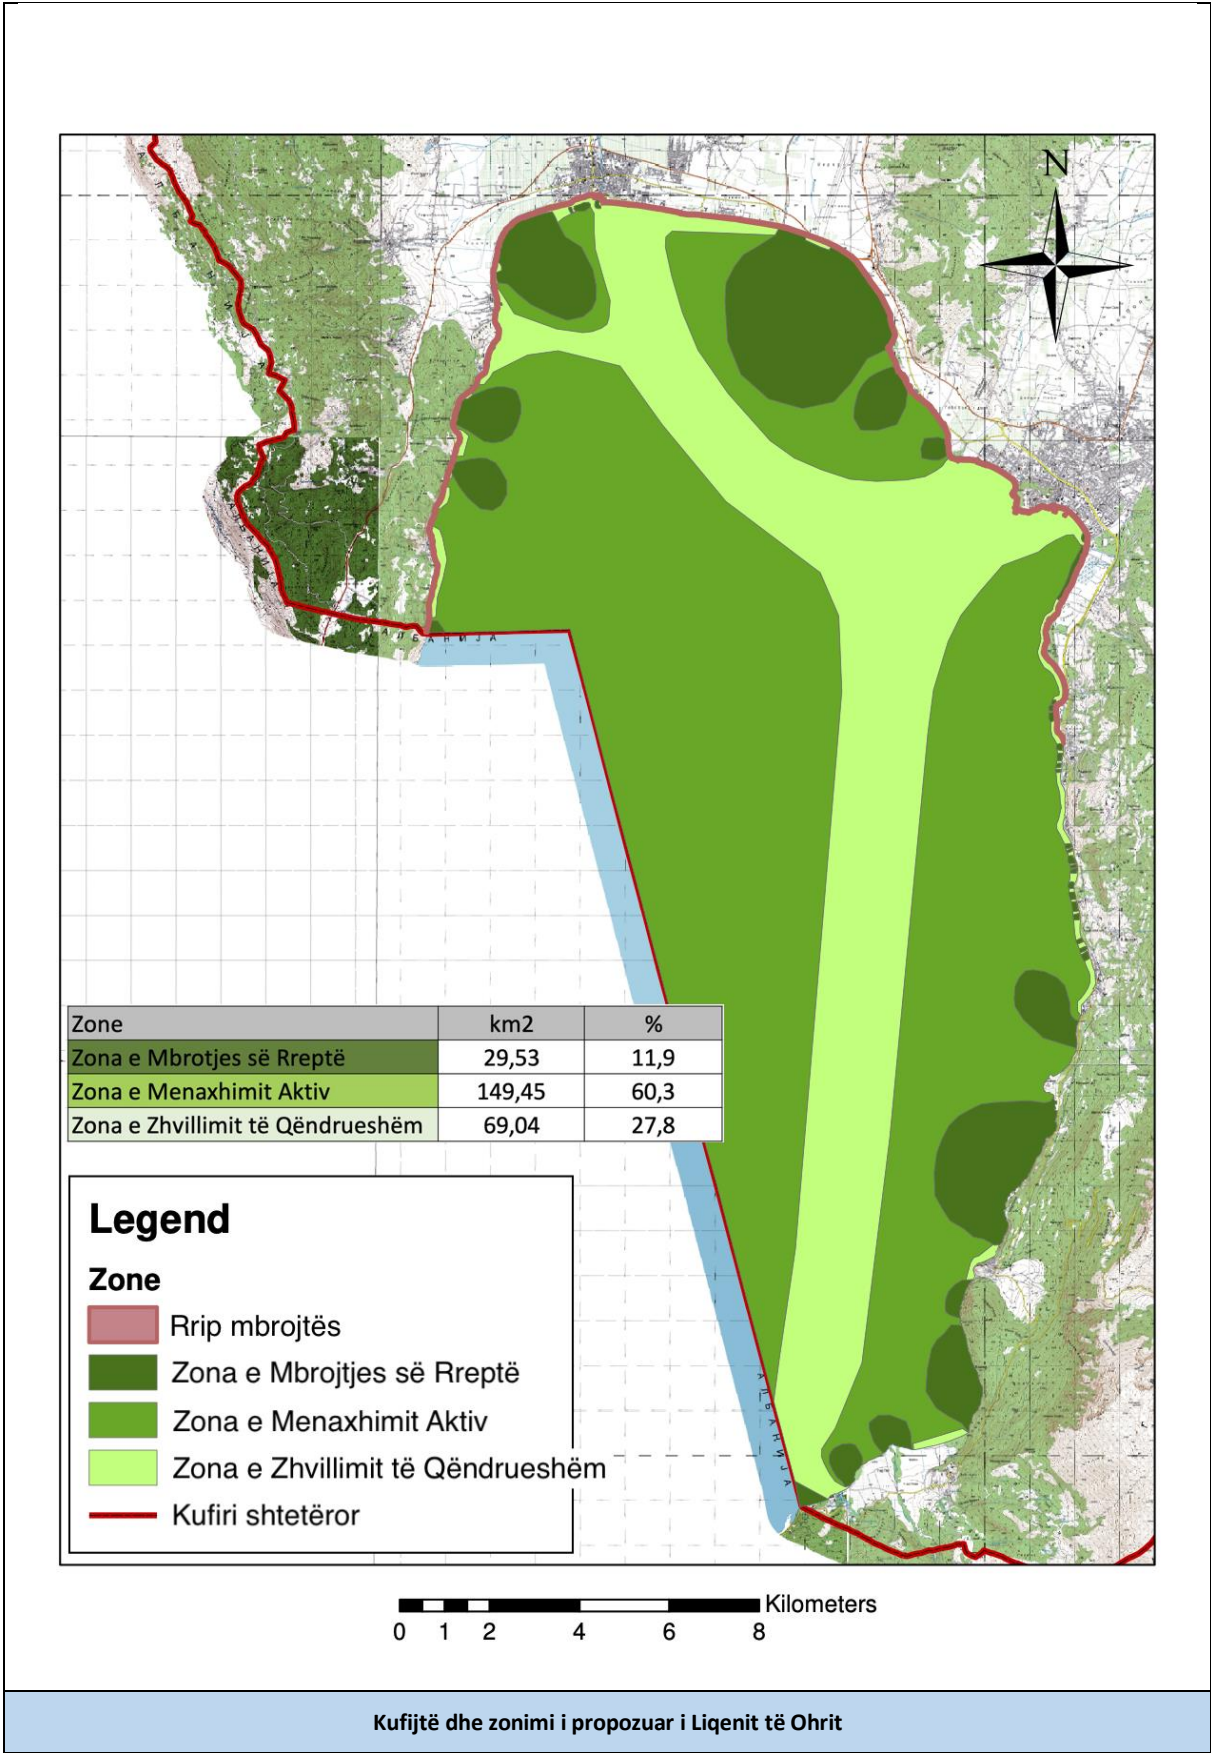 N
А Л Б А Н И Ј А
А Л Б А Н И Ј А
А Л Б А Н И Ј А
Zone km2 %
Zona e Mbrotjes së Rreptë 29,53 11,9
Zona e Menaxhimit Aktiv 149,45 60,3
Zona e Zhvillimit të Qëndrueshëm 69,04 27,8
Legend
Zone
Rrip mbrojtës
Zona e Mbrojtjes së Rreptë
Zona e Menaxhimit Aktiv
Zona e Zhvillimit të Qëndrueshëm
Kufiri shtetëror
А Л Б А Н И Ј А
Kilometers
0 1 2 4 6 8
Kufijtë dhe zonimi i propozuar i Liqenit të Ohrit